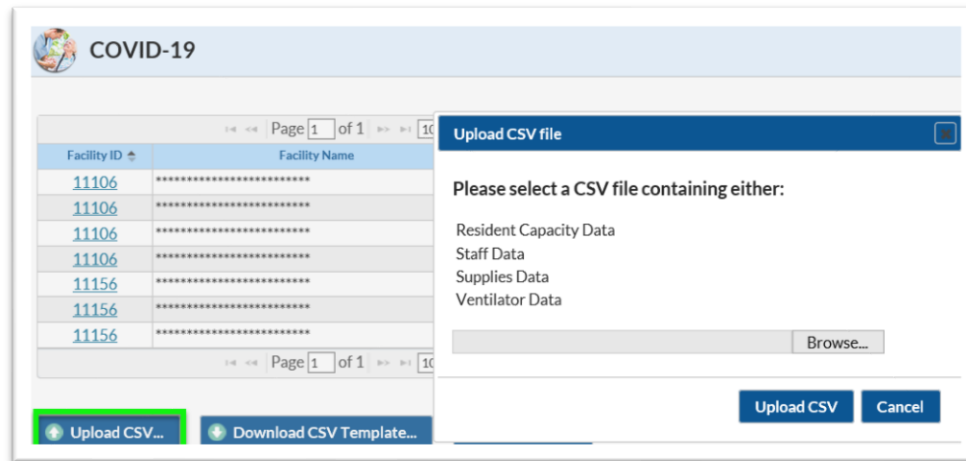 COVID-19
Page 1 of 1 10
Facility ID Facility Name
11106 *************************
11106 *************************
11106 *************************
11106 *************************
11156 *************************
11156 *************************
11156 *************************
Page 1 of 1 10
Upload CSV... Download CSV Template...
Upload CSV file
Please select a CSV file containing either:
Resident Capacity Data
Staff Data
Supplies Data
Ventilator Data
Browse...
Upload CSV Cancel